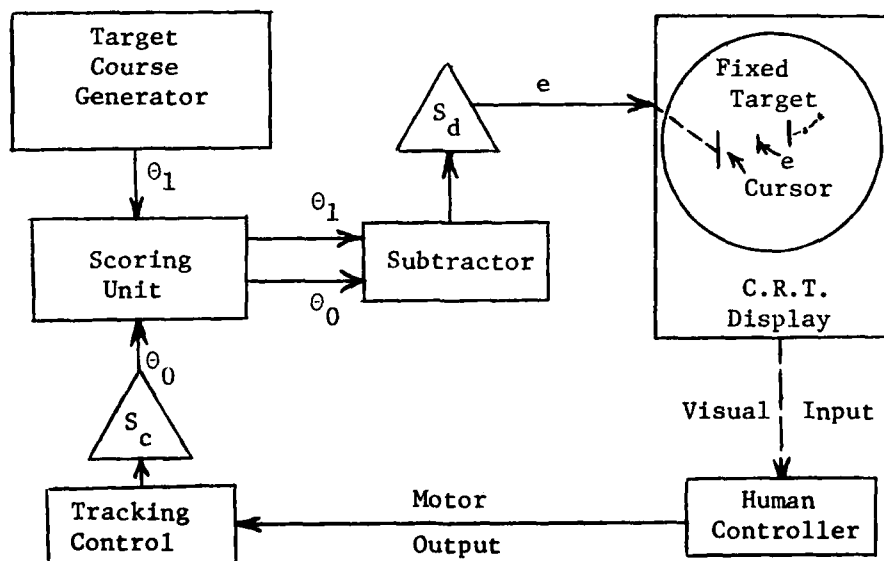 Target
Course
Generator
θ1
Scoring
Unit
θ1
θ0
Subtractor
Sd
e
Fixed
Target
e
Cursor
C.R.T.
Display
Visual Input
Human
Controller
Motor
Output
Tracking
Control
Sc
θ0